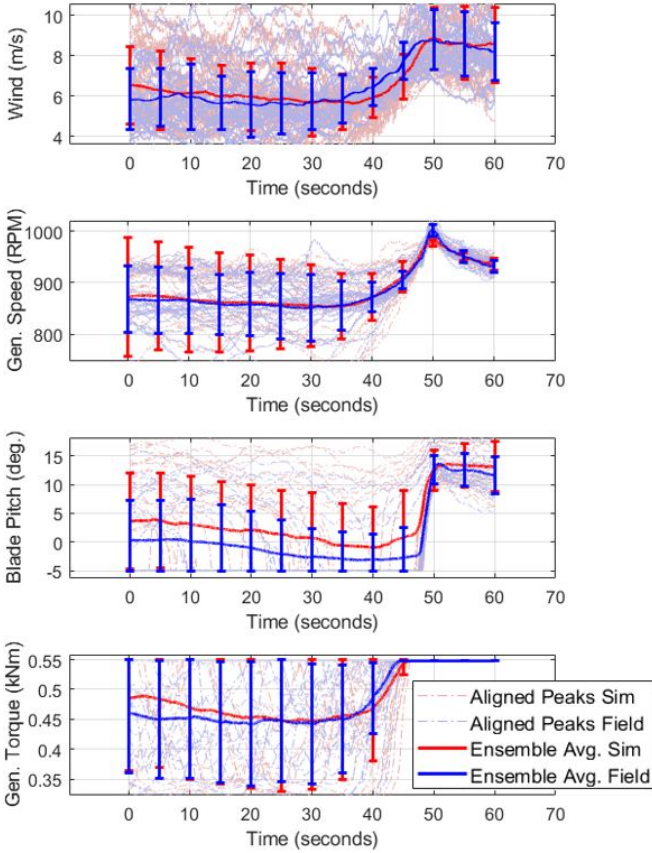 10
8
6
4
Wind (m/s)
0 10 20 30 40 50 60 70
Time (seconds)
1000
900
800
Gen. Speed (RPM)
0 10 20 30 40 50 60 70
Time (seconds)
15
10
5
0
-5
Blade Pitch (deg.)
0 10 20 30 40 50 60 70
Time (seconds)
0.55
0.5
0.45
0.4
0.35
Gen. Torque (kNm)
Aligned Peaks Sim
Aligned Peaks Field
Ensemble Avg. Sim
Ensemble Avg. Field
0 10 20 30 40 50 60 70
Time (seconds)